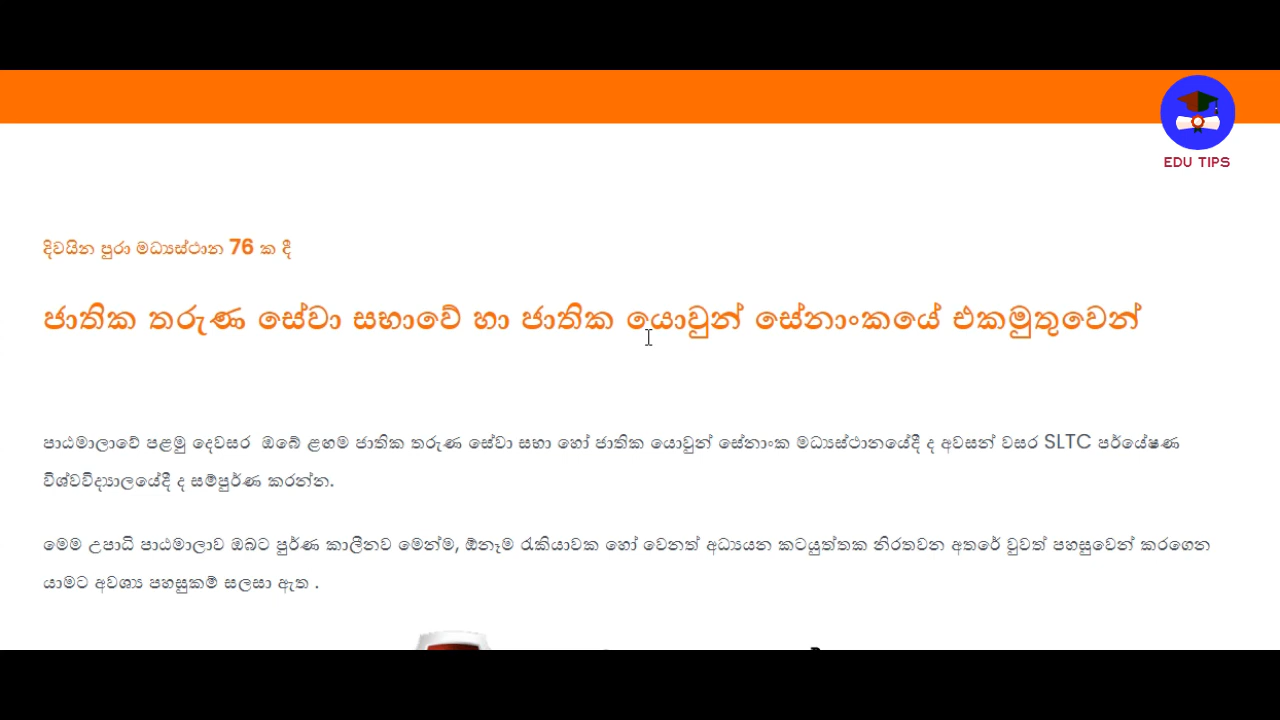 EDU TIPS
දිවයින පුරා මධ්‍යස්ථාන 76 ක දී
ජාතික තරුණ සේවා සභාවේ හා ජාතික යොවුන් සේනාංකයේ එකමුතුවෙන්
පාඨමාලාවේ පළමු දෙවසර ඔබේ ළඟම ජාතික තරුණ සේවා සභා හෝ ජාතික යොවුන් සේනාංක මධ්‍යස්ථානයේදී ද අවසන් වසර SLTC පර්යේෂණ
විශ්වවිද්‍යාලයේදී ද සම්පුර්ණ කරන්න.
මෙම උපාධි පාඨමාලාව ඔබට පුර්ණ කාලීනව මෙන්ම, ඕනෑම රැකියාවක හෝ වෙනත් අධ්‍යයන කටයුත්තක නිරතවන අතරේ වුවත් පහසුවෙන් කරගෙන
යාමට අවශ්‍ය පහසුකම් සලසා ඇත .